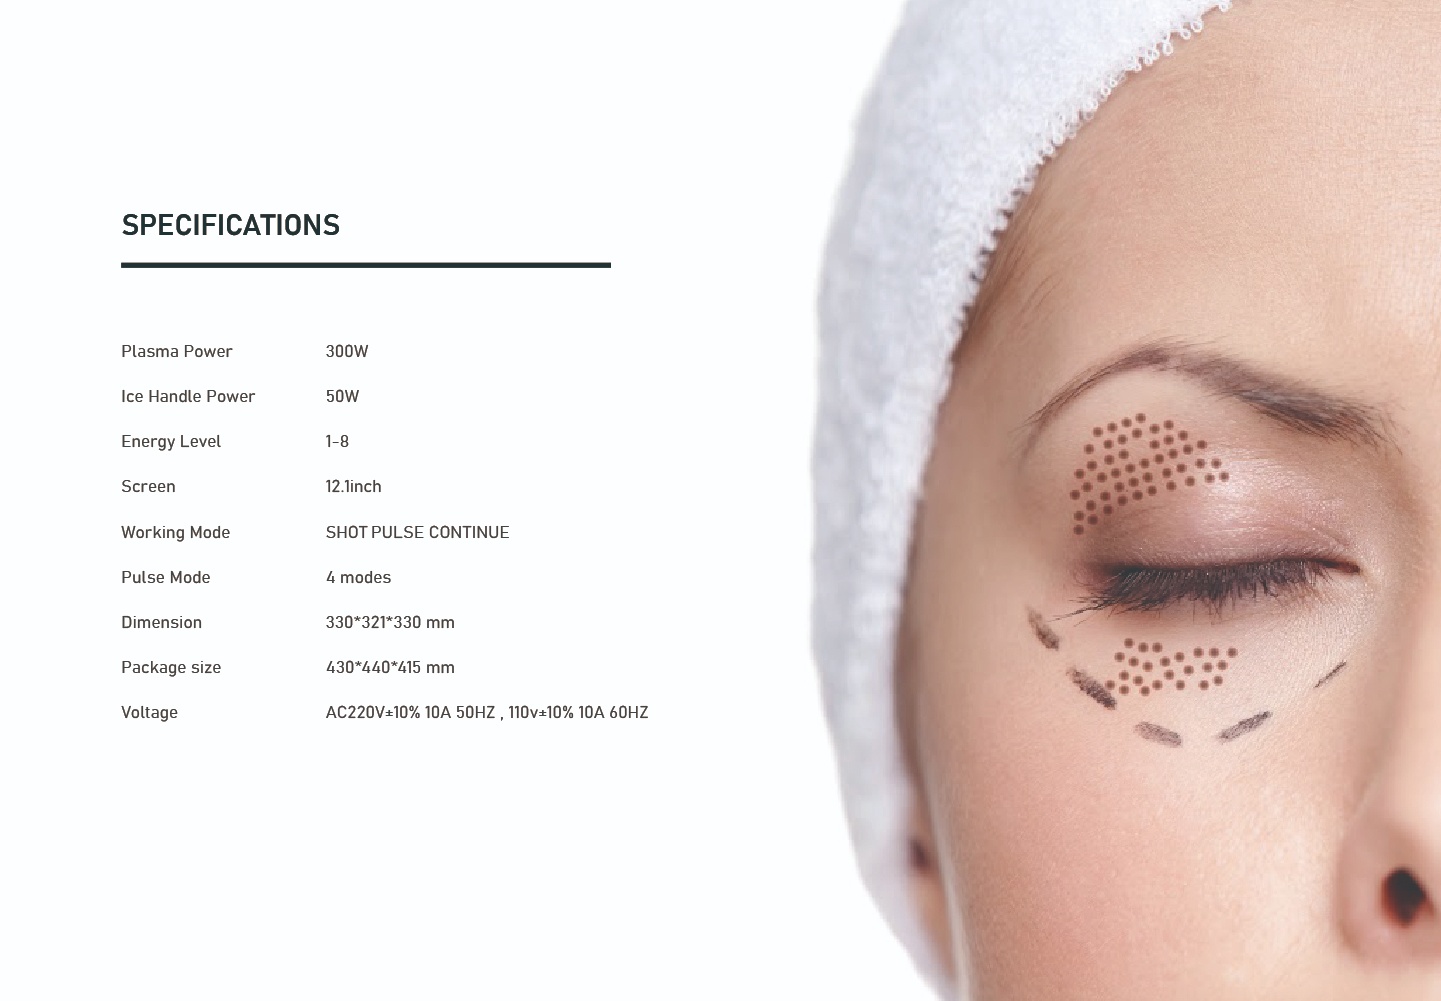 SPECIFICATIONS
Plasma Power 300W
Ice Handle Power 50W
Energy Level 1-8
Screen 12.1inch
Working Mode SHOT PULSE CONTINUE
Pulse Mode 4 modes
Dimension 330*321*330 mm
Package size 430*440*415 mm
Voltage AC220V±10% 10A 50HZ , 110v±10% 10A 60HZ